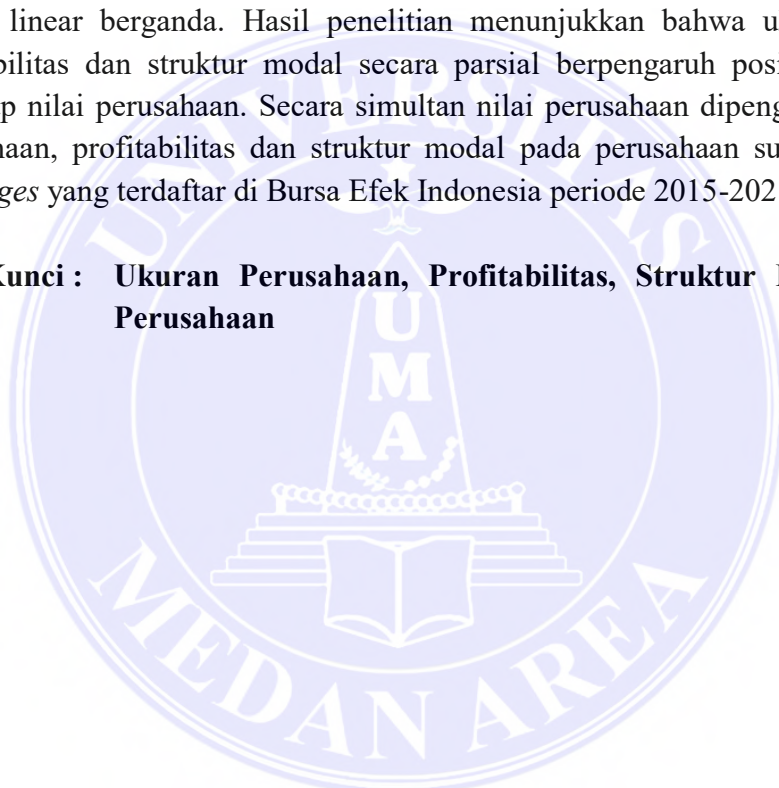 linear berganda. Hasil penelitian menunjukkan bahwa u
bilitas dan struktur modal secara parsial berpengaruh posi
p nilai perusahaan. Secara simultan nilai perusahaan dipeng
haan, profitabilitas dan struktur modal pada perusahaan su
ges yang terdaftar di Bursa Efek Indonesia periode 2015-202
Kunci : Ukuran Perusahaan, Profitabilitas, Struktur
Perusahaan
UNIVERSITAS
U
M
A
MEDAN AREA